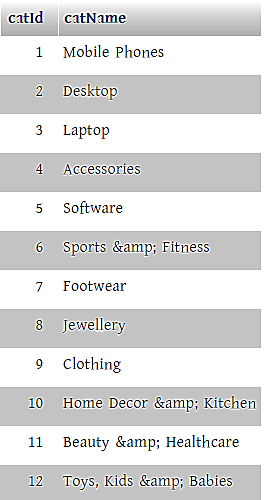 catId catName
1 Mobile Phones
2 Desktop
3 Laptop
4 Accessories
5 Software
6 Sports &amp; Fitness
7 Footwear
8 Jewellery
9 Clothing
10 Home Decor &amp; Kitchen
11 Beauty &amp; Healthcare
12 Toys, Kids &amp; Babies